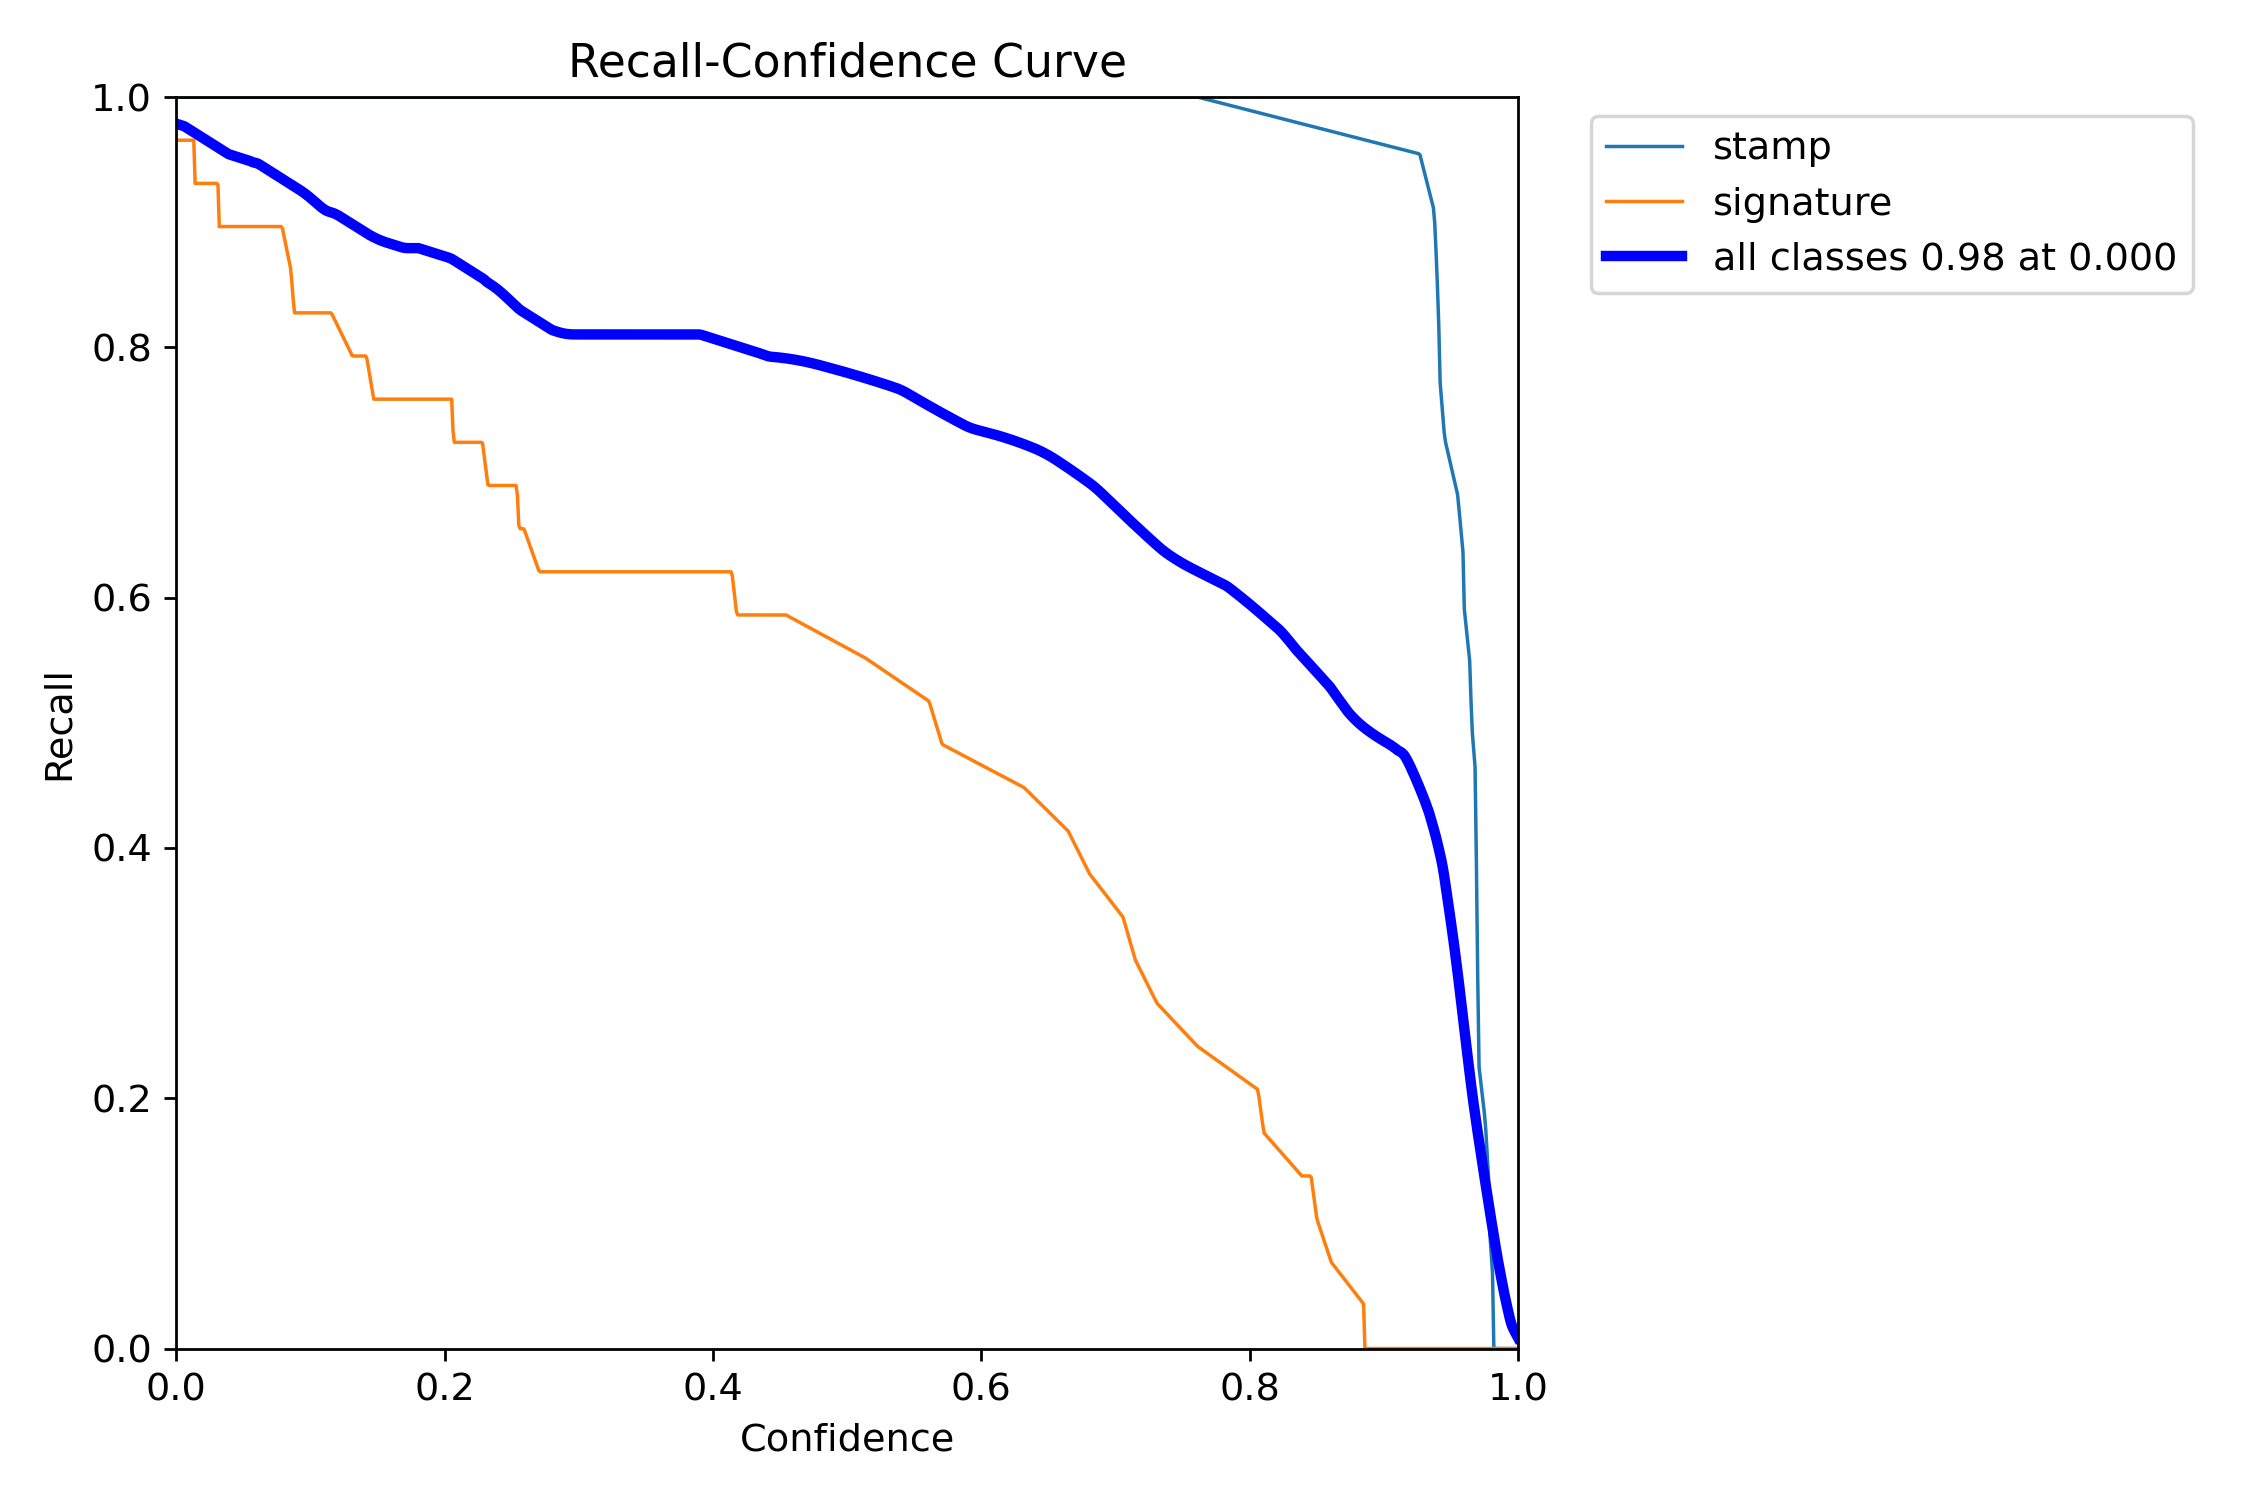 Recall-Confidence Curve
1.0
0.8
0.6
0.4
0.2
0.0
Recall
0.0 0.2 0.4 0.6 0.8 1.0
Confidence
stamp
signature
all classes 0.98 at 0.000